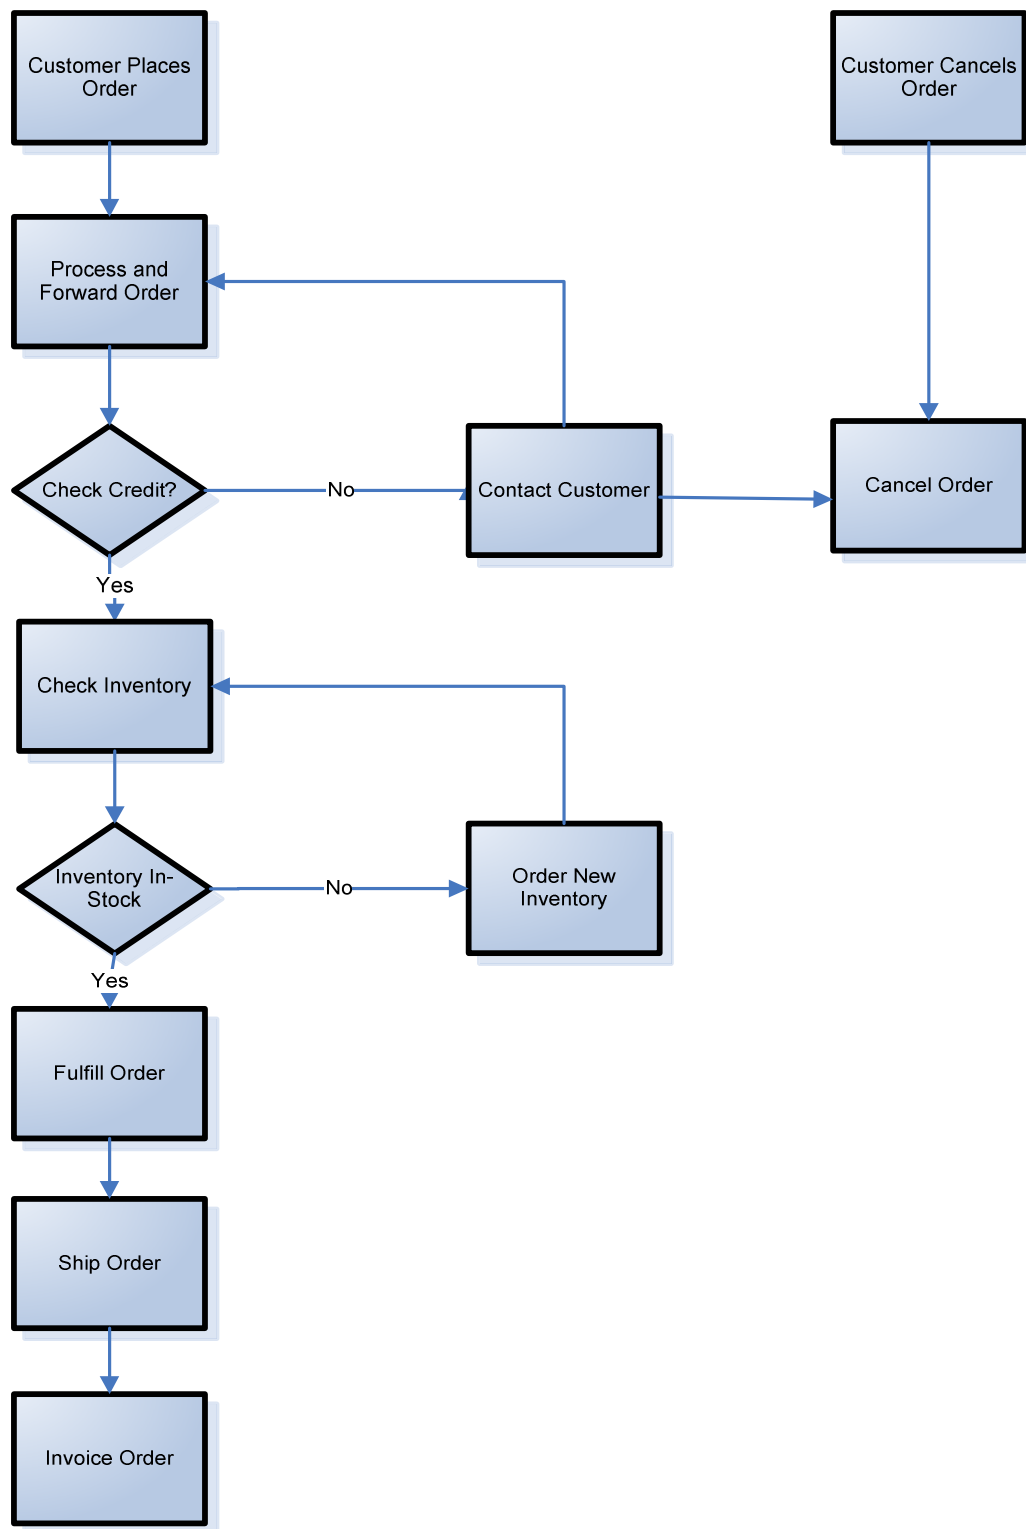 Customer Places
Order
Customer Cancels
Order
Process and
Forward Order
Check Credit?
No
Contact Customer
Cancel Order
Yes
Check Inventory
Inventory In-
Stock
No
Order New
Inventory
Yes
Fulfill Order
Ship Order
Invoice Order